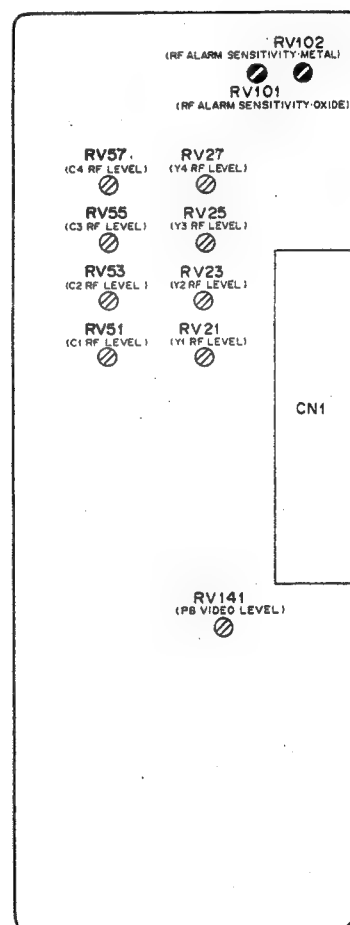 RV102
(RF ALARM SENSITIVITY·METAL)
RV101
(RF ALARM SENSITIVITY·OXIDE)
RV57
RV27
(C4 RF LEVEL)
(Y4 RF LEVEL)
RV55
RV25
(C3 RF LEVEL)
(Y3 RF LEVEL)
RV53
RV23
(C2 RF LEVEL)
(Y2 RF LEVEL)
RV51
RV21
(C1 RF LEVEL)
(Y1 RF LEVEL)
CN1
RV141
(PB VIDEO LEVEL)